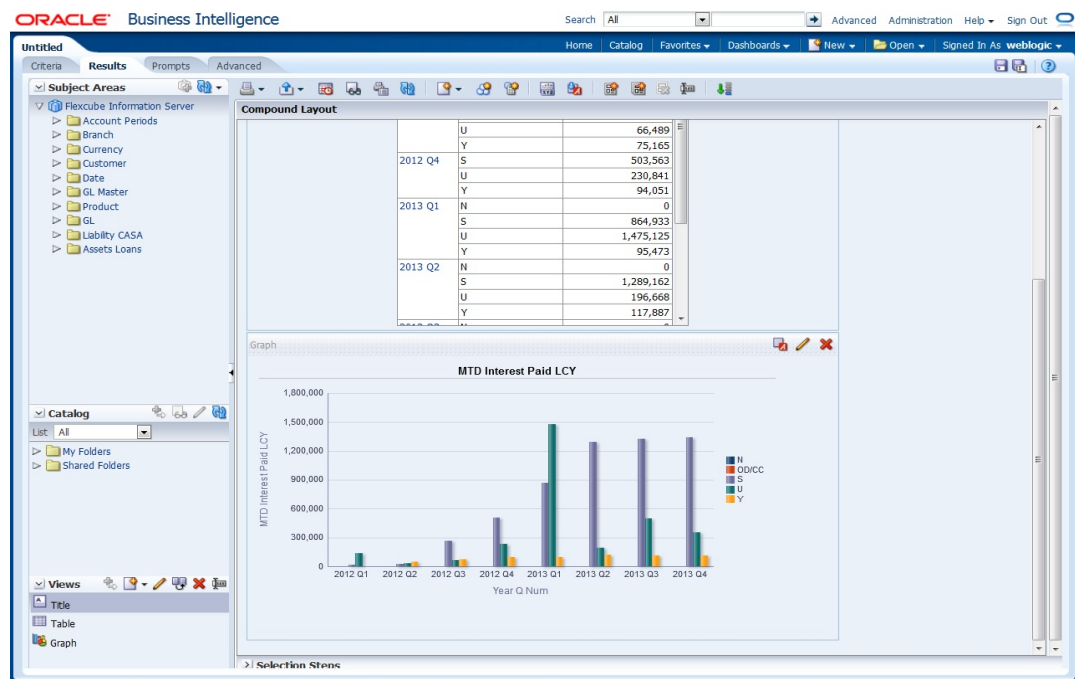 ORACLE Business Intelligence
Search All Advanced Administration Help Sign Out
Untitled
Home Catalog Favorites Dashboards New Open Signed In As weblogic
Criteria Results Prompts Advanced
Subject Areas
Flexcube Information Server
Account Periods
Branch
Currency
Customer
Date
GL Master
Product
GL
Liability CASA
Assets Loans
Catalog
List All
My Folders
Shared Folders
Views
Title
Table
Graph
Compound Layout
U 66,489
Y 75,165
2012 Q4 S 503,563
U 230,841
Y 94,051
2013 Q1 N 0
S 864,933
U 1,475,125
Y 95,473
2013 Q2 N 0
S 1,289,162
U 196,668
Y 117,887
Graph
MTD Interest Paid LCY
MTD Interest Paid LCY
1,800,000
1,500,000
1,200,000
900,000
600,000
300,000
0
2012 Q1 2012 Q2 2012 Q3 2012 Q4 2013 Q1 2013 Q2 2013 Q3 2013 Q4
Year Q Num
N
OD/CC
S
U
Y
Selection Steps